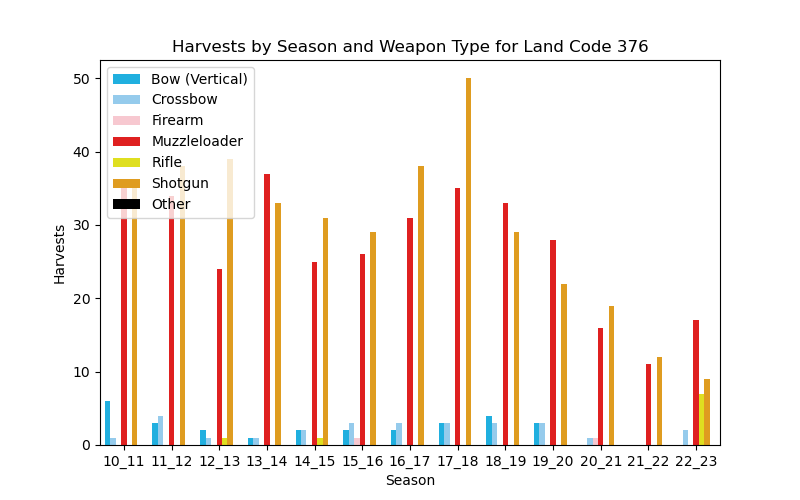 Harvests by Season and Weapon Type for Land Code 376
Bow (Vertical)
Crossbow
Firearm
Muzzleloader
Rifle
Shotgun
Other
50
40
30
20
10
0
Harvests
10_11 11_12 12_13 13_14 14_15 15_16 16_17 17_18 18_19 19_20 20_21 21_22 22_23
Season